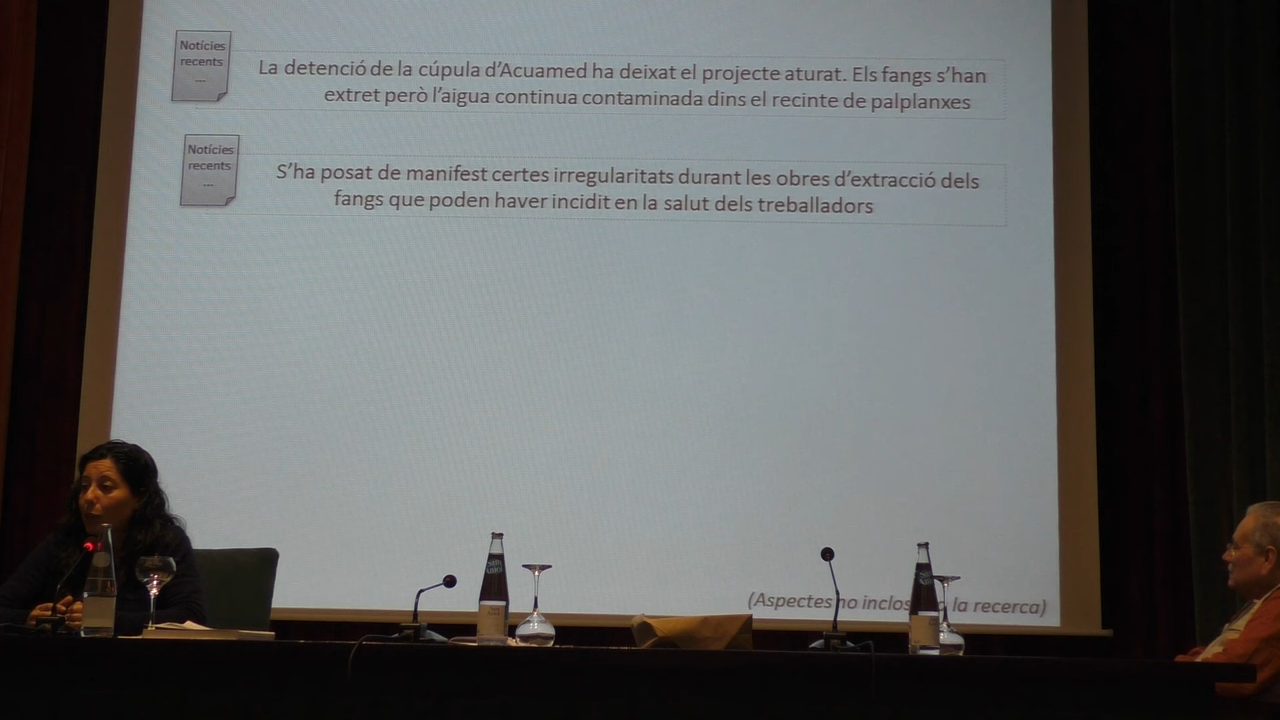 Notícies
recents
...
La detenció de la cúpula d'Acuamed ha deixat el projecte aturat. Els fangs s'han
extret però l'aigua continua contaminada dins el recinte de palplanxes
Notícies
recents
...
S'ha posat de manifest certes irregularitats durant les obres d'extracció dels
fangs que poden haver incidit en la salut dels treballadors
(Aspectes no la recerca)